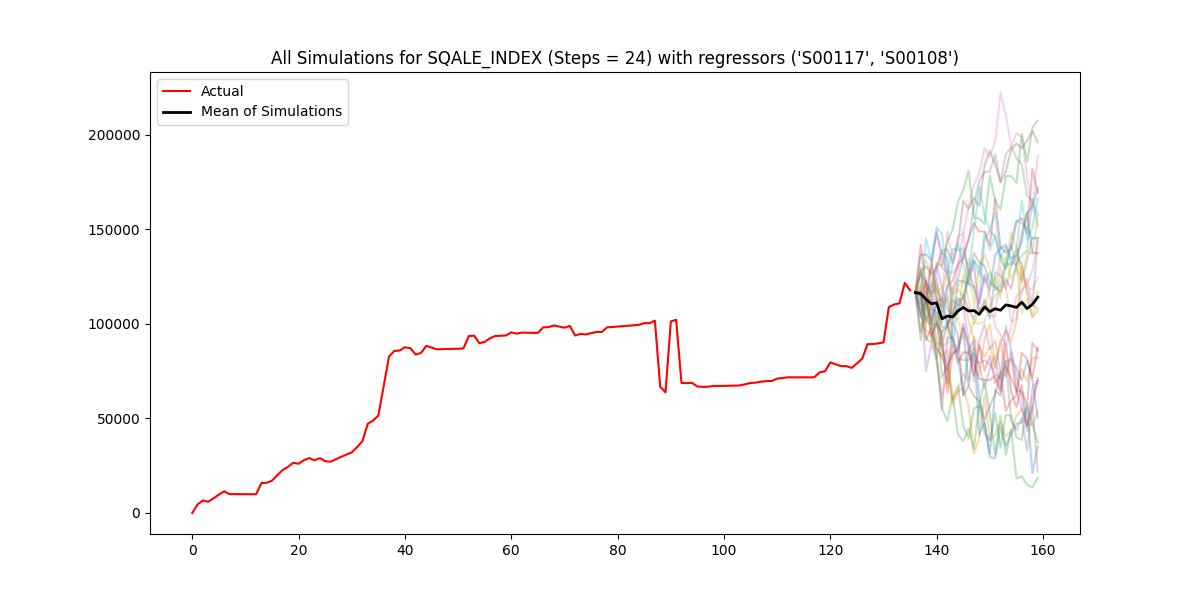 All Simulations for SQALE_INDEX (Steps = 24) with regressors ('S00117', 'S00108')
Actual
Mean of Simulations
200000
150000
100000
50000
0
0 20 40 60 80 100 120 140 160